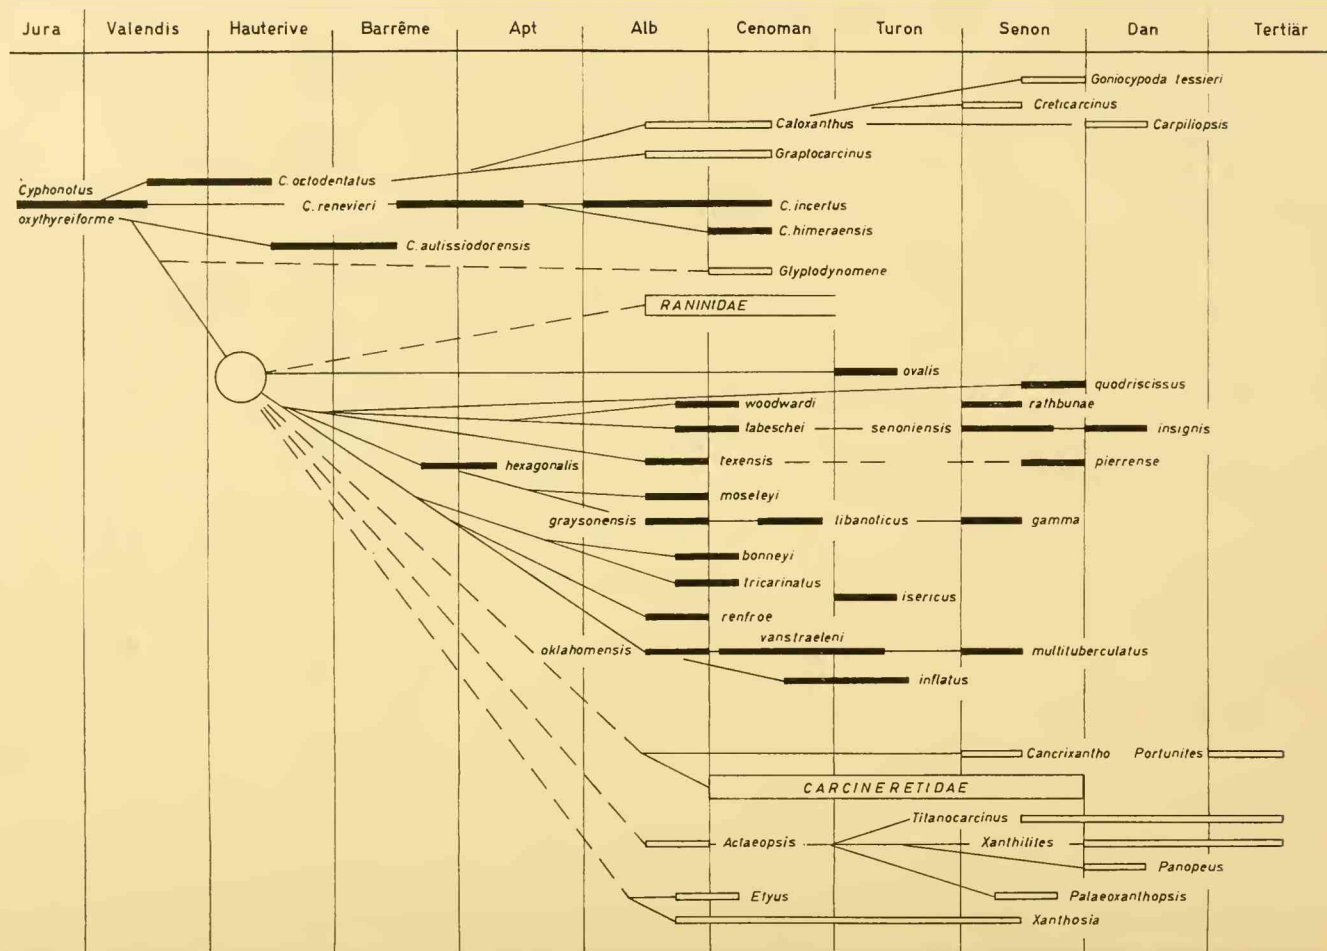 Jura Valendis Hauterive Barrême Apt Alb Cenoman Turon Senon Dan Tertiär
Goniocypoda tessieri
Creticarcinus
Caloxanthus Carpiliopsis
Graptocarcinus
C. octodentatus
Cyphonotus
C. renevieri C. incertus
oxythyreiforme
C. himeraensis
C. autissiodorensis
Glyptodynomene
RANINIDAE
ovalis
quadriscissus
woodwardi rathbunae
labeschei senoniensis insignis
texensis pierrense
hexagonalis
moseleyi
graysonensis libanoticus gamma
bonneyi
tricarinatus
isericus
renfroe
vanstraeleni
oklahomensis multituberculatus
inflatus
Cancrixantho Portunites
CARCINERETIDAE
Titanocarcinus
Actaeopsis Xanthilites
Panopeus
Etyus Palaeoxanthopsis
Xanthosia